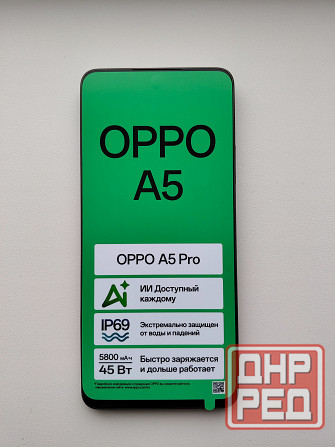 OPPO
A5
OPPO A5 Pro
Ai
ИИ Доступный
каждому
IP69
Экстремально защищен
от воды и падений
5800 мАч
45 Вт
Быстро заряжается
и дольше работает
ДНР
РЕД